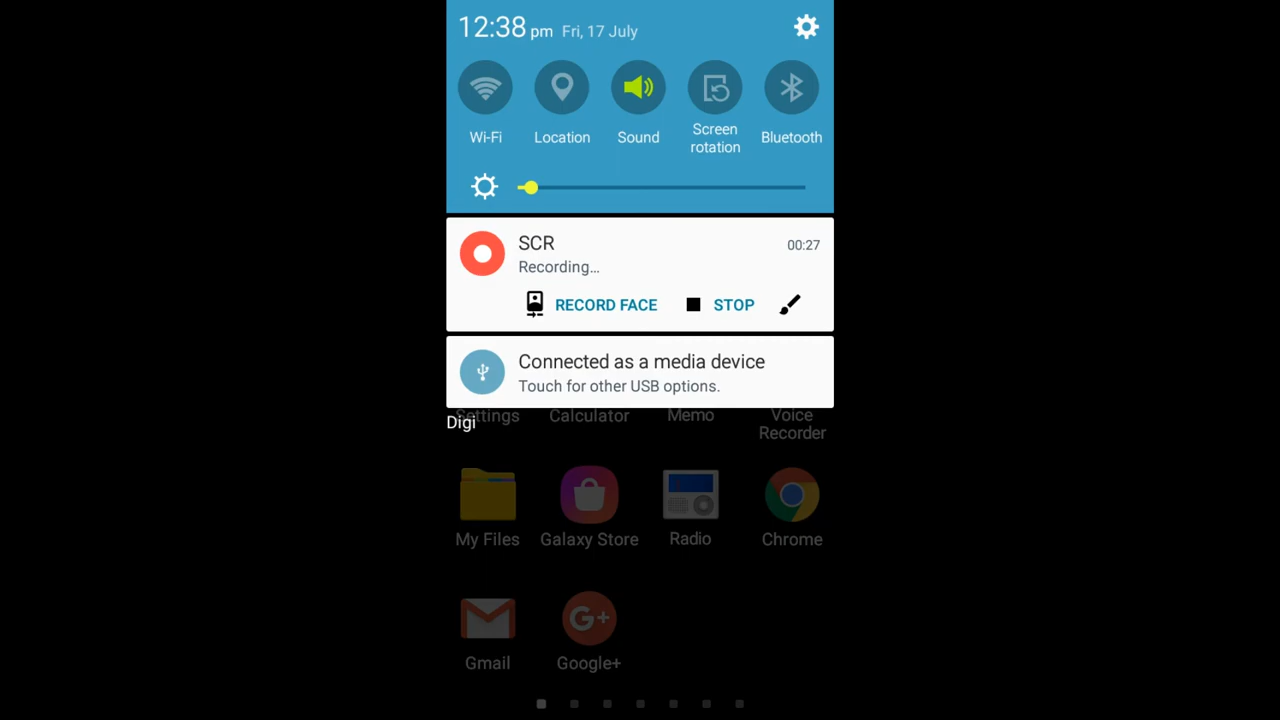 12:38 pm Fri, 17 July
Wi-Fi
Location
Sound
Screen
rotation
Bluetooth
SCR
00:27
Recording...
RECORD FACE
STOP
Connected as a media device
Touch for other USB options.
Settings
Calculator
Memo
Voice
Recorder
Digi
My Files
Galaxy Store
Radio
Chrome
Gmail
G+
Google+